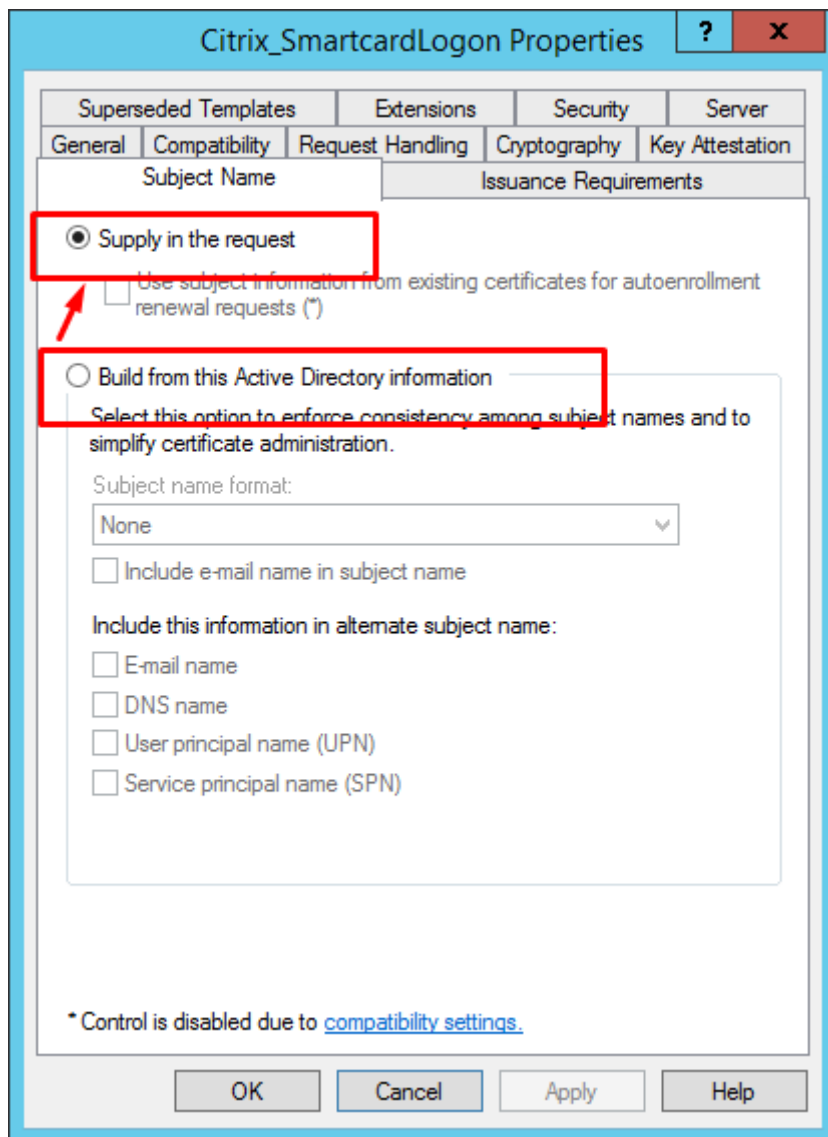 Citrix_SmartcardLogon Properties
?
x
Superseded Templates
Extensions
Security
Server
General
Compatibility
Request Handling
Cryptography
Key Attestation
Subject Name
Issuance Requirements
Supply in the request
Use subject information from existing certificates for autoenrollment
renewal requests (*)
Build from this Active Directory information
Select this option to enforce consistency among subject names and to
simplify certificate administration.
Subject name format:
None
Include e-mail name in subject name
Include this information in alternate subject name:
E-mail name
DNS name
User principal name (UPN)
Service principal name (SPN)
* Control is disabled due to compatibility settings.
OK
Cancel
Apply
Help